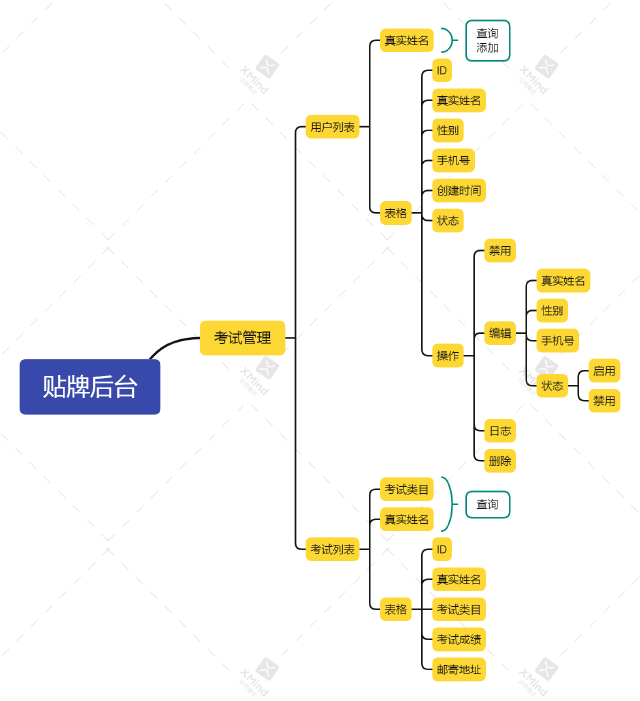 贴牌后台
考试管理
用户列表
真实姓名
查询
添加
表格
ID
真实姓名
性别
手机号
创建时间
状态
操作
禁用
编辑
真实姓名
性别
手机号
状态
启用
禁用
日志
删除
考试列表
考试类目
真实姓名
查询
表格
ID
真实姓名
考试类目
考试成绩
邮寄地址
XMind
XMind
XMind
XMind
XMind
XMind